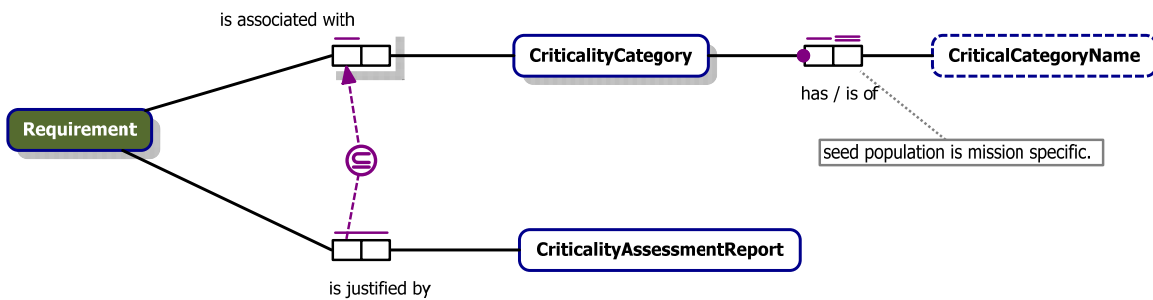 is associated with
CriticalityCategory
CriticalCategoryName
has / is of
Requirement
seed population is mission specific.
CriticalityAssessmentReport
is justified by